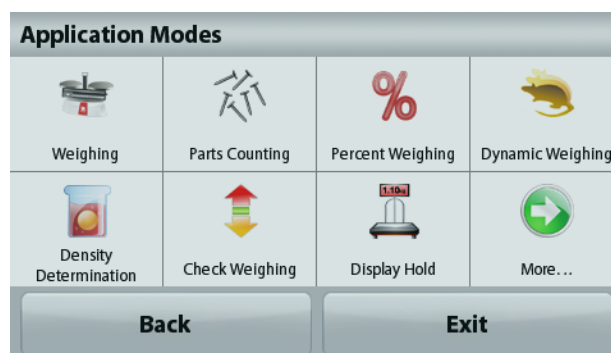 Application Modes
Weighing
Parts Counting
Percent Weighing
Dynamic Weighing
Density
Determination
Check Weighing
1.10kg
Display Hold
More...
Back
Exit